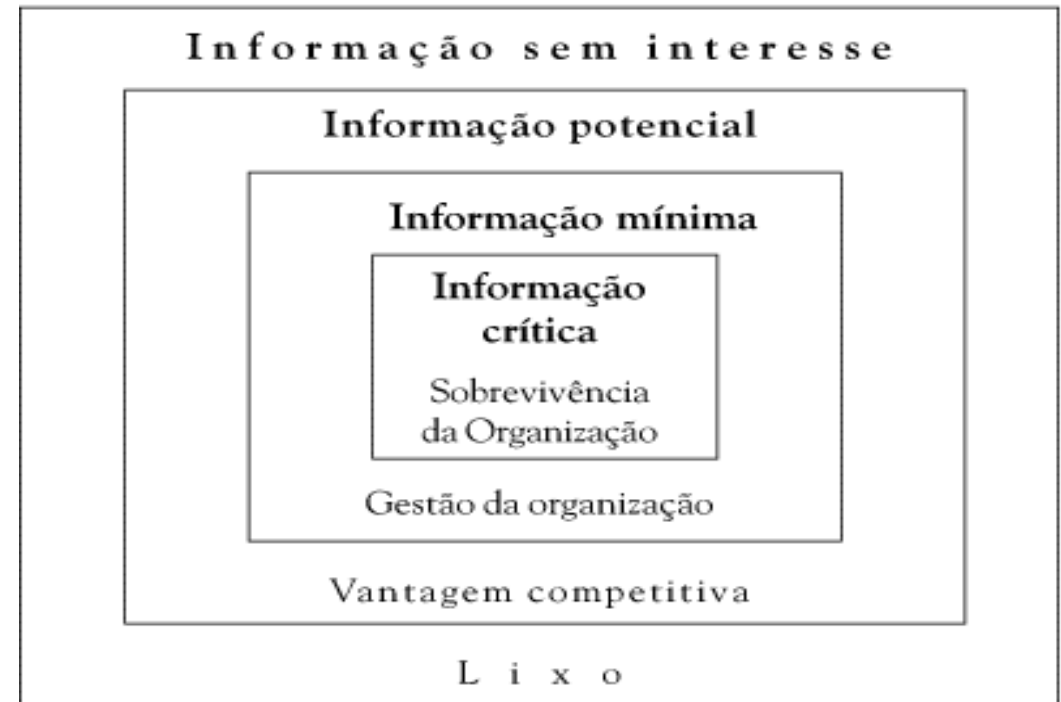 Informação sem interesse
Informação potencial
Informação mínima
Informação
crítica
Sobrevivência
da Organização
Gestão da organização
Vantagem competitiva
Lixo